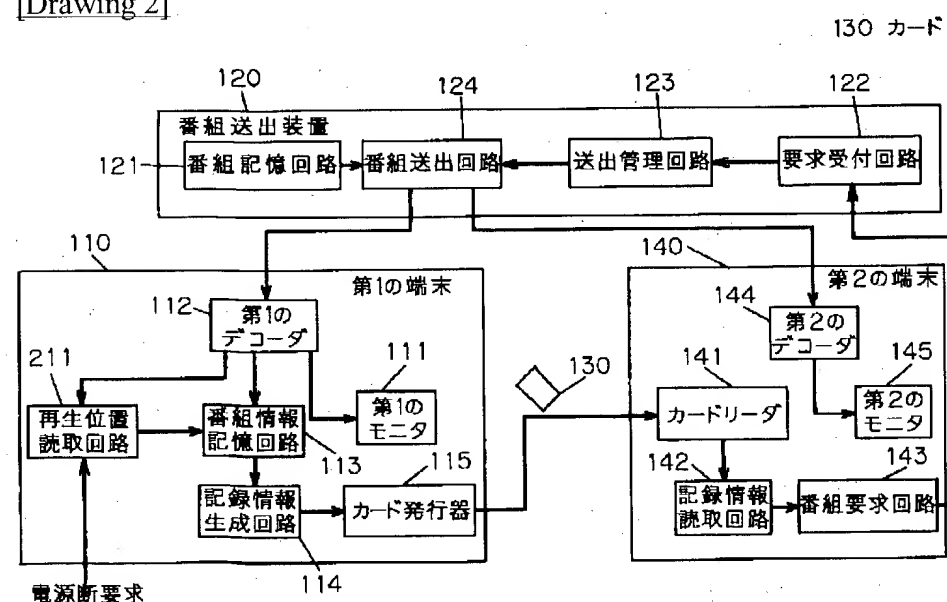 [Drawing 2]
130 カード
120
124
123
122
番組送出装置
121
番組記憶回路
番組送出回路
送出管理回路
要求受付回路
110
140
第1の端末
第2の端末
112
第1の
デコーダ
144
第2の
デコーダ
211
111
130
141
145
再生位置
読取回路
番組情報
記憶回路
第1の
モニタ
カードリーダ
第2の
モニタ
113
115
142
143
記録情報
生成回路
カード発行器
記録情報
読取回路
番組要求回路
114
電源断要求